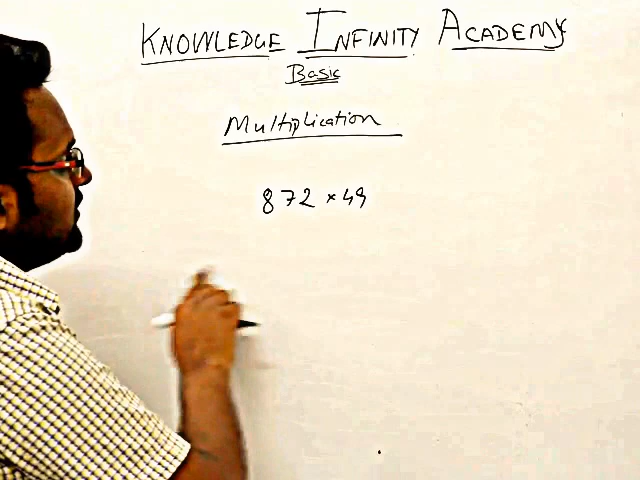 KNOWLEDGE INFINITY ACADEMY
Basic
Multiplication
872 × 49